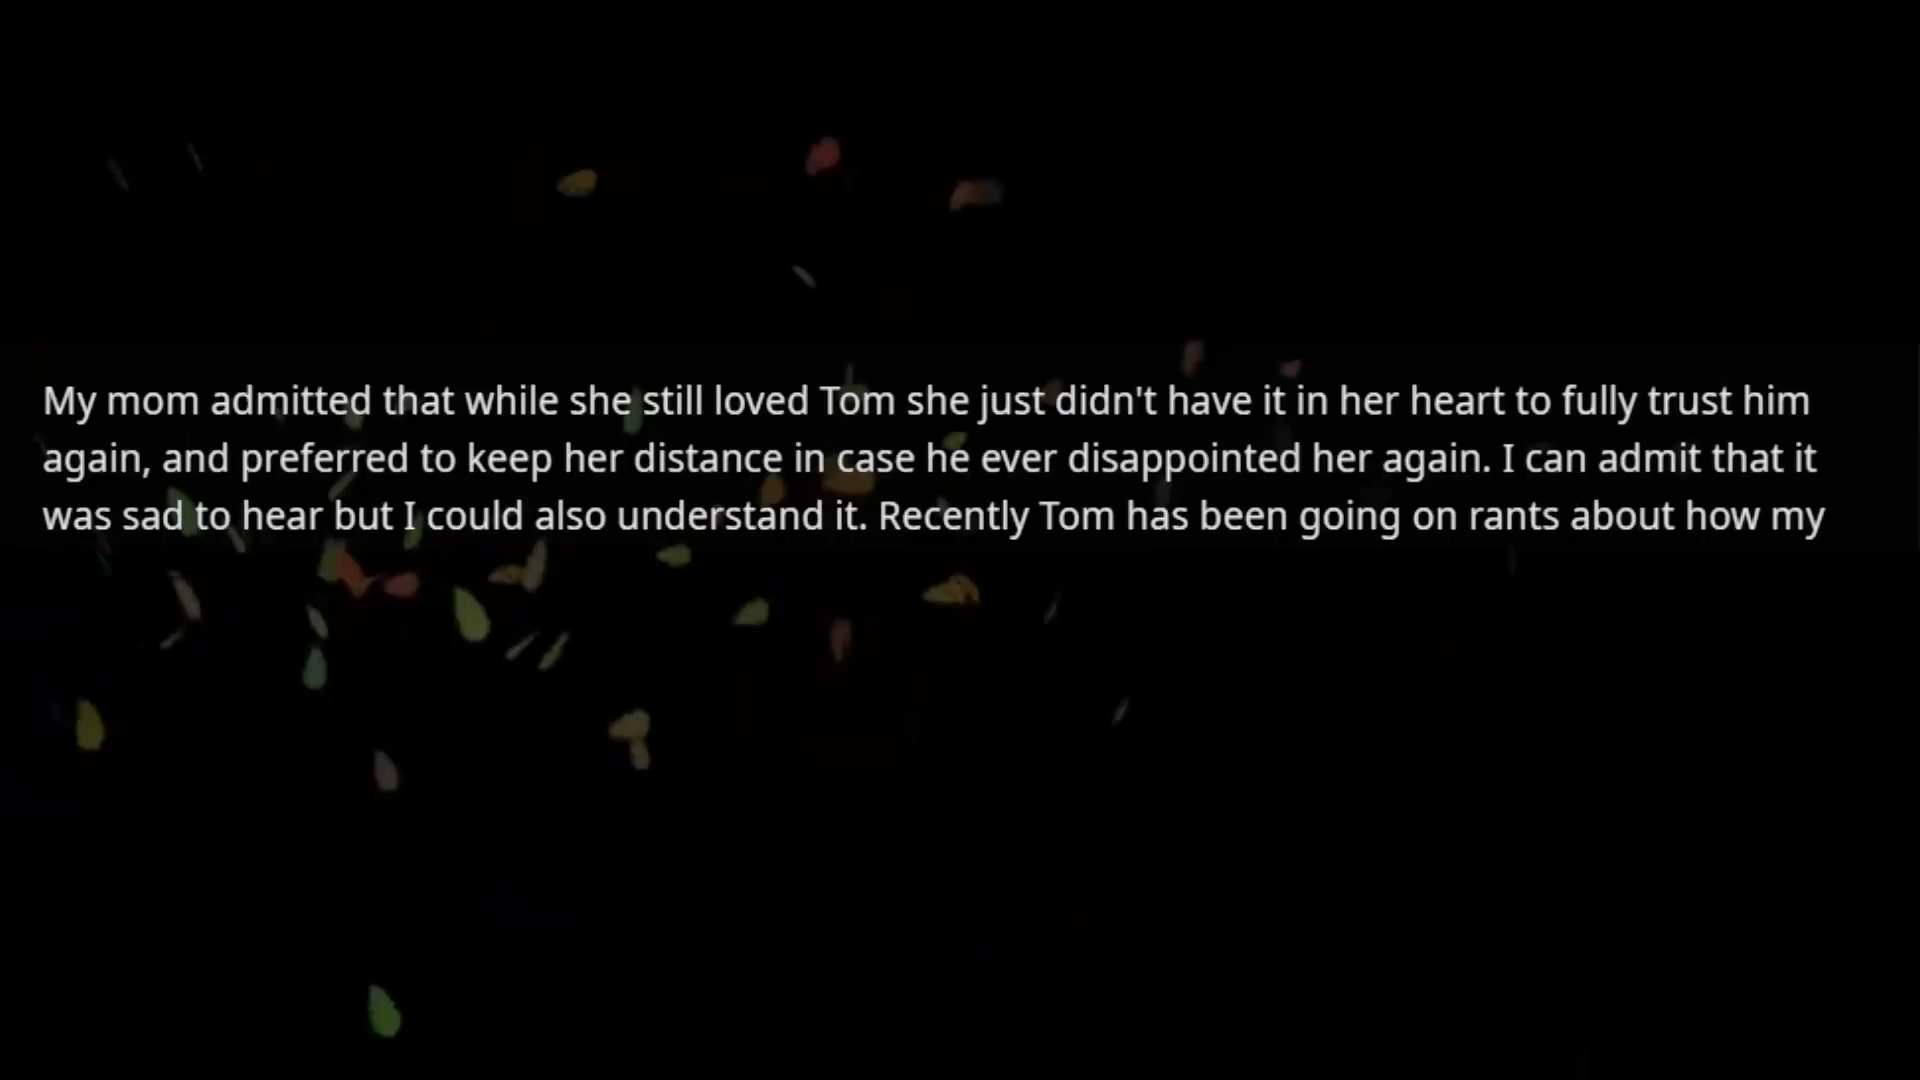 My mom admitted that while she still loved Tom she just didn't have it in her heart to fully trust him
again, and preferred to keep her distance in case he ever disappointed her again. I can admit that it
was sad to hear but I could also understand it. Recently Tom has been going on rants about how my